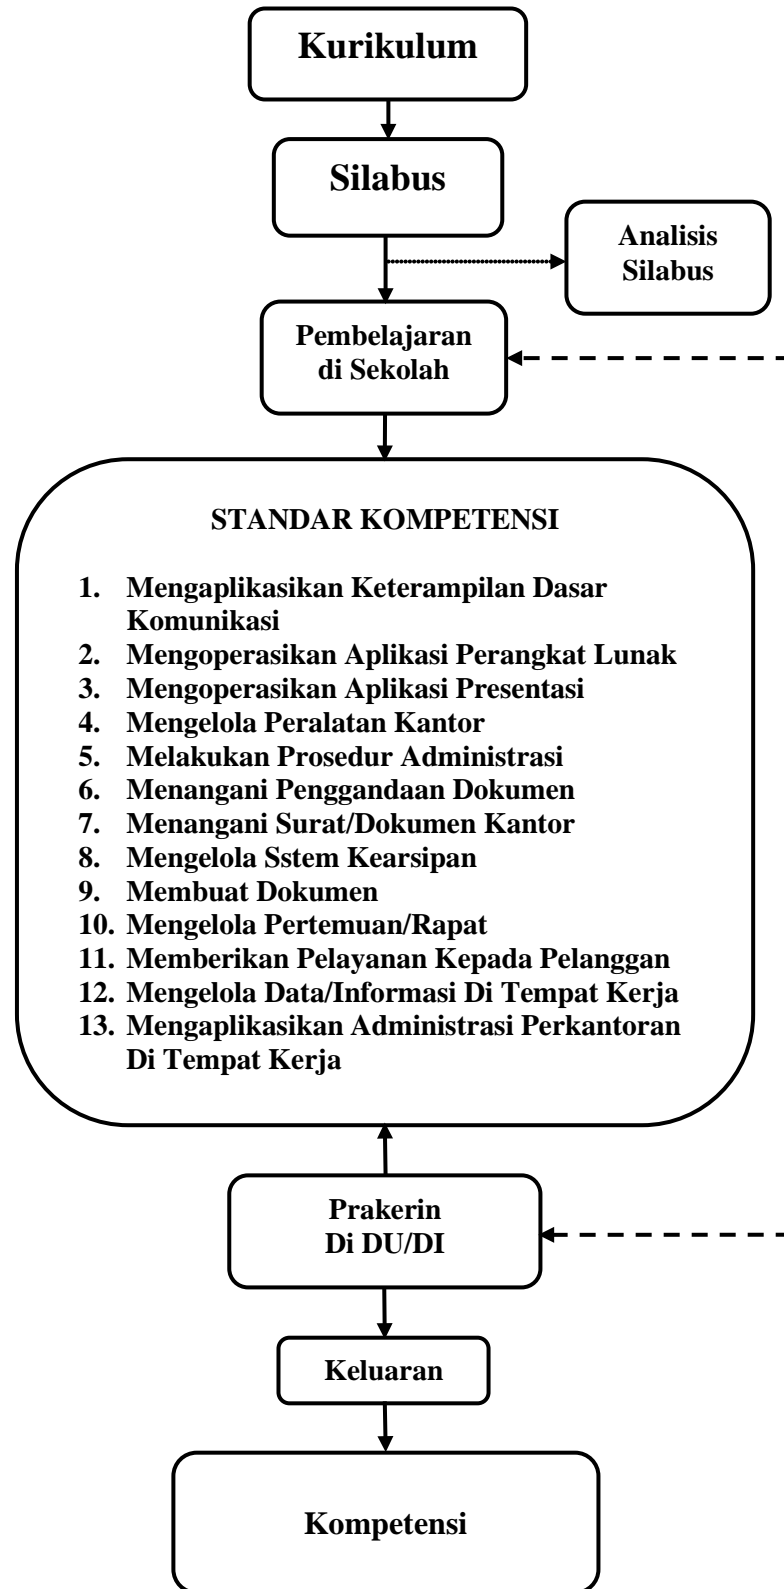 Kurikulum
Silabus
Analisis
Silabus
Pembelajaran
di Sekolah
STANDAR KOMPETENSI
1. Mengaplikasikan Keterampilan Dasar
Komunikasi
2. Mengoperasikan Aplikasi Perangkat Lunak
3. Mengoperasikan Aplikasi Presentasi
4. Mengelola Peralatan Kantor
5. Melakukan Prosedur Administrasi
6. Menangani Penggandaan Dokumen
7. Menangani Surat/Dokumen Kantor
8. Mengelola Sstem Kearsipan
9. Membuat Dokumen
10. Mengelola Pertemuan/Rapat
11. Memberikan Pelayanan Kepada Pelanggan
12. Mengelola Data/Informasi Di Tempat Kerja
13. Mengaplikasikan Administrasi Perkantoran
Di Tempat Kerja
Prakerin
Di DU/DI
Keluaran
Kompetensi